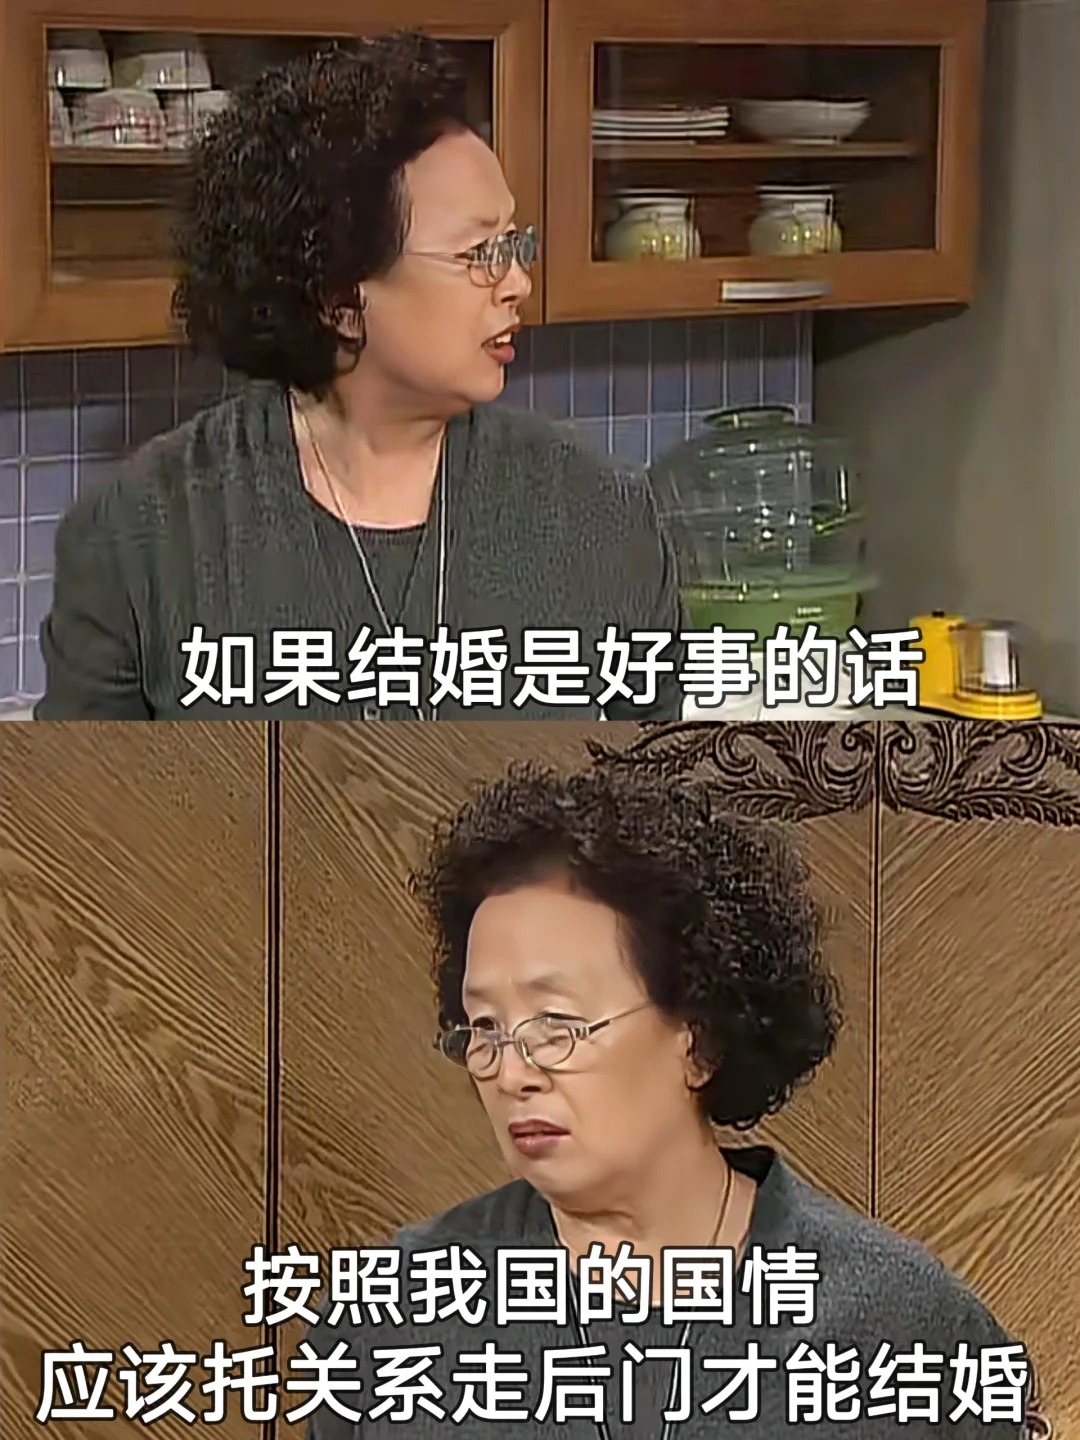 如果结婚是好事的话
按照我国的国情
应该托关系走后门才能结婚